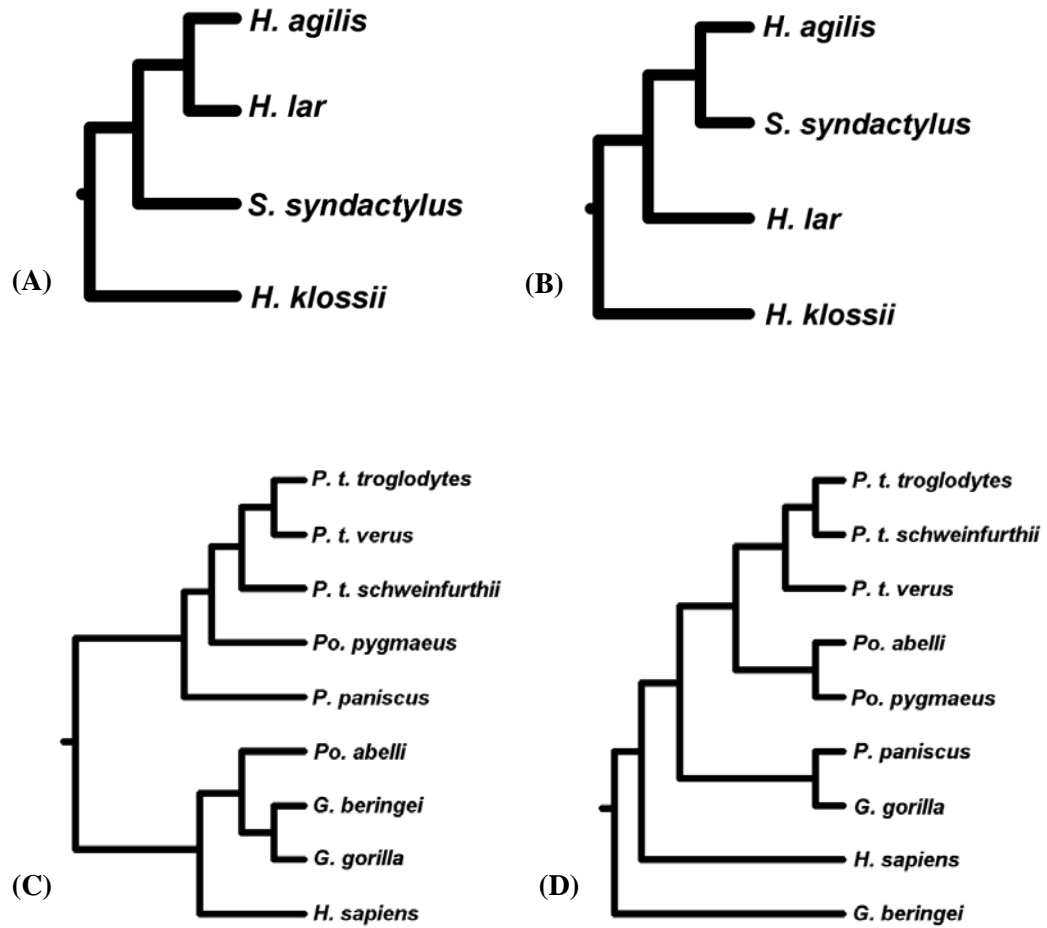 H. agilis
H. lar
S. syndactylus
H. klossii
(A)
H. agilis
S. syndactylus
H. lar
H. klossii
(B)
P. t. troglodytes
P. t. verus
P. t. schweinfurthii
Po. pygmaeus
P. paniscus
Po. abelli
G. beringei
G. gorilla
H. sapiens
(C)
P. t. troglodytes
P. t. schweinfurthii
P. t. verus
Po. abelli
Po. pygmaeus
P. paniscus
G. gorilla
H. sapiens
G. beringei
(D)